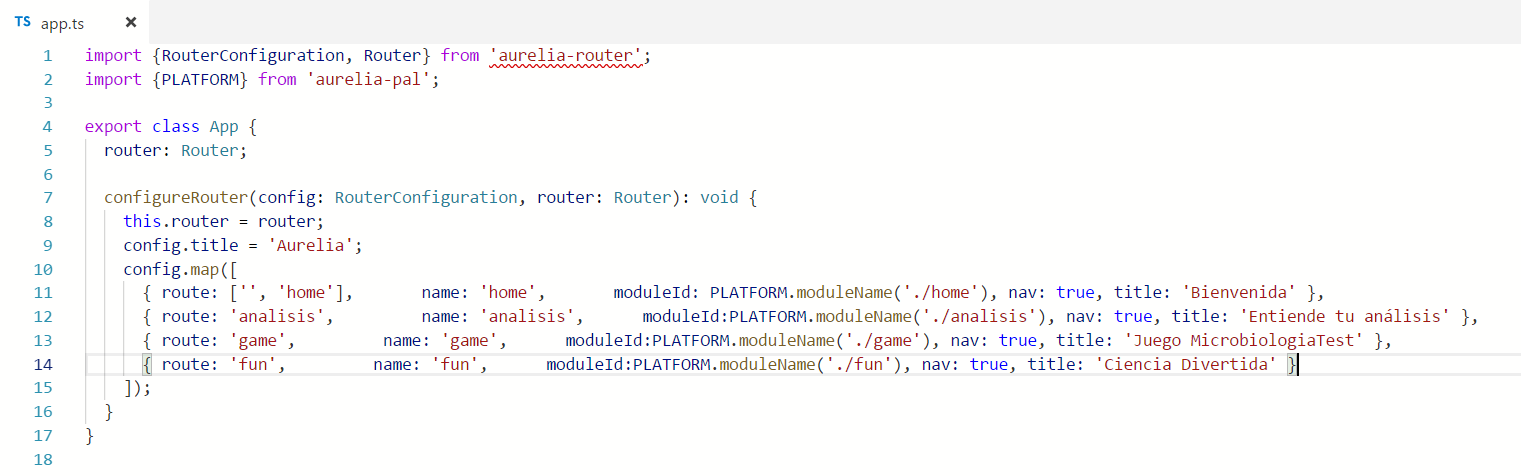 TS app.ts ×
1 import {RouterConfiguration, Router} from 'aurelia-router';
2 import {PLATFORM} from 'aurelia-pal';
3
4 export class App {
5   router: Router;
6
7   configureRouter(config: RouterConfiguration, router: Router): void {
8     this.router = router;
9     config.title = 'Aurelia';
10     config.map([
11       { route: ['', 'home'],       name: 'home',       moduleId: PLATFORM.moduleName('./home'), nav: true, title: 'Bienvenida' },
12       { route: 'analisis',         name: 'analisis',      moduleId:PLATFORM.moduleName('./analisis'), nav: true, title: 'Entiende tu análisis' },
13       { route: 'game',         name: 'game',      moduleId:PLATFORM.moduleName('./game'), nav: true, title: 'Juego MicrobiologiaTest' },
14       { route: 'fun',         name: 'fun',      moduleId:PLATFORM.moduleName('./fun'), nav: true, title: 'Ciencia Divertida' }
15     ]);
16   }
17 }
18